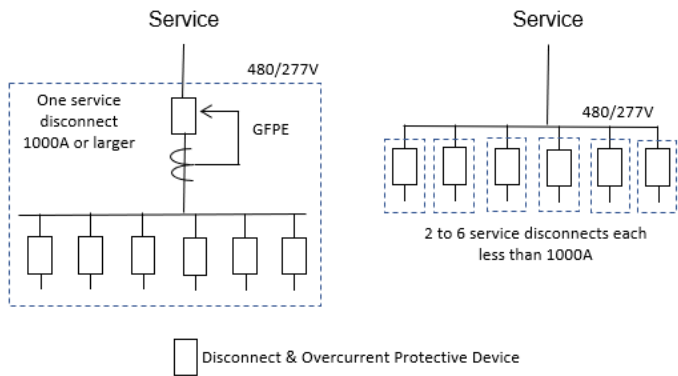 Service
480/277V
One service
disconnect
1000A or larger
GFPE
Service
480/277V
2 to 6 service disconnects each
less than 1000A
Disconnect & Overcurrent Protective Device